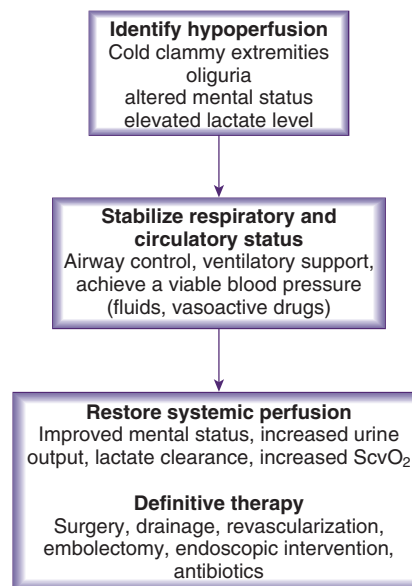 Identify hypoperfusion
Cold clammy extremities
oliguria
altered mental status
elevated lactate level
Stabilize respiratory and
circulatory status
Airway control, ventilatory support,
achieve a viable blood pressure
(fluids, vasoactive drugs)
Restore systemic perfusion
Improved mental status, increased urine
output, lactate clearance, increased ScvO₂
Definitive therapy
Surgery, drainage, revascularization,
embolectomy, endoscopic intervention,
antibiotics